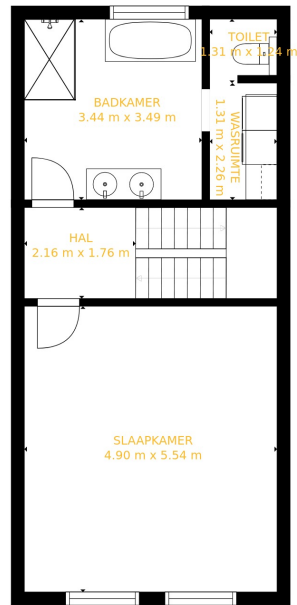 TOILET
1.31 m x 1.24 m
BADKAMER
3.44 m x 3.49 m
WASRUIMTE
1.31 m x 2.26 m
HAL
2.16 m x 1.76 m
SLAAPKAMER
4.90 m x 5.54 m